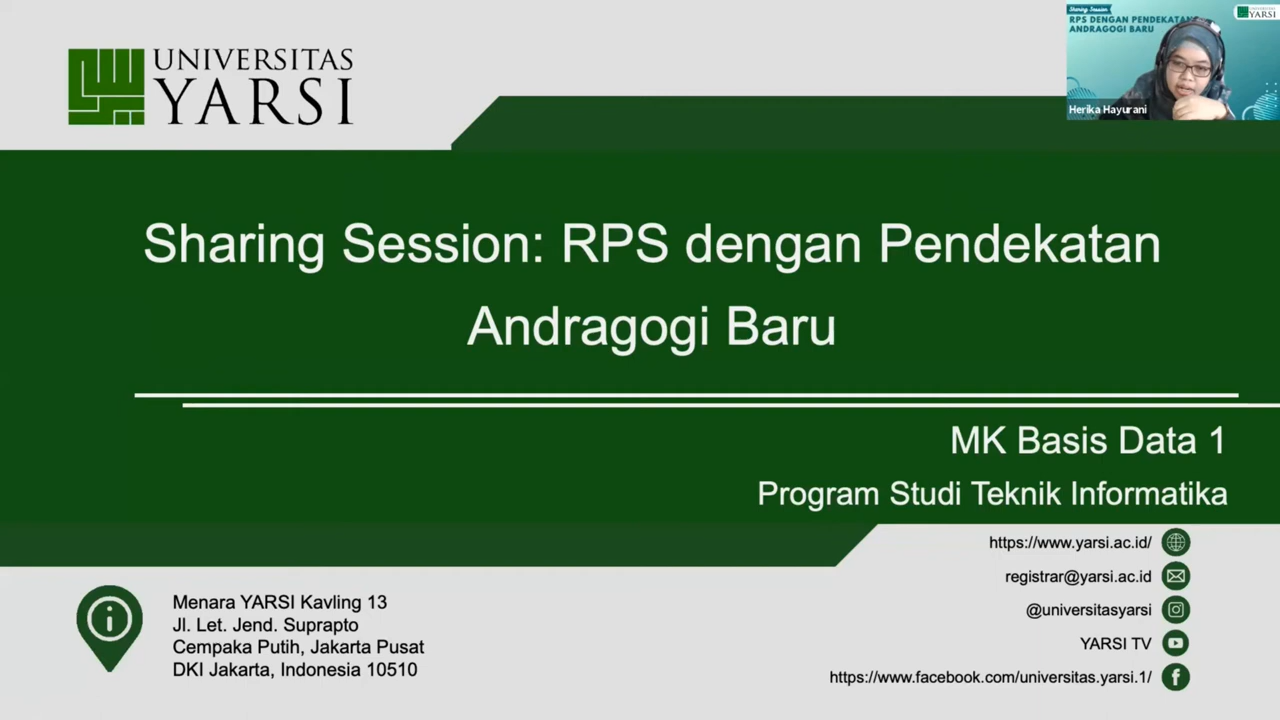 UNIVERSITAS
YARSI
Sharing Session
RPS DENGAN PENDEKATAN
ANDRAGOGI BARU
YARSI
Herika Hayurani
Sharing Session: RPS dengan Pendekatan
Andragogi Baru
MK Basis Data 1
Program Studi Teknik Informatika
https://www.yarsi.ac.id/
registrar@yarsi.ac.id
@universitasyarsi
YARSI TV
https://www.facebook.com/universitas.yarsi.1/
Menara YARSI Kavling 13
Jl. Let. Jend. Suprapto
Cempaka Putih, Jakarta Pusat
DKI Jakarta, Indonesia 10510